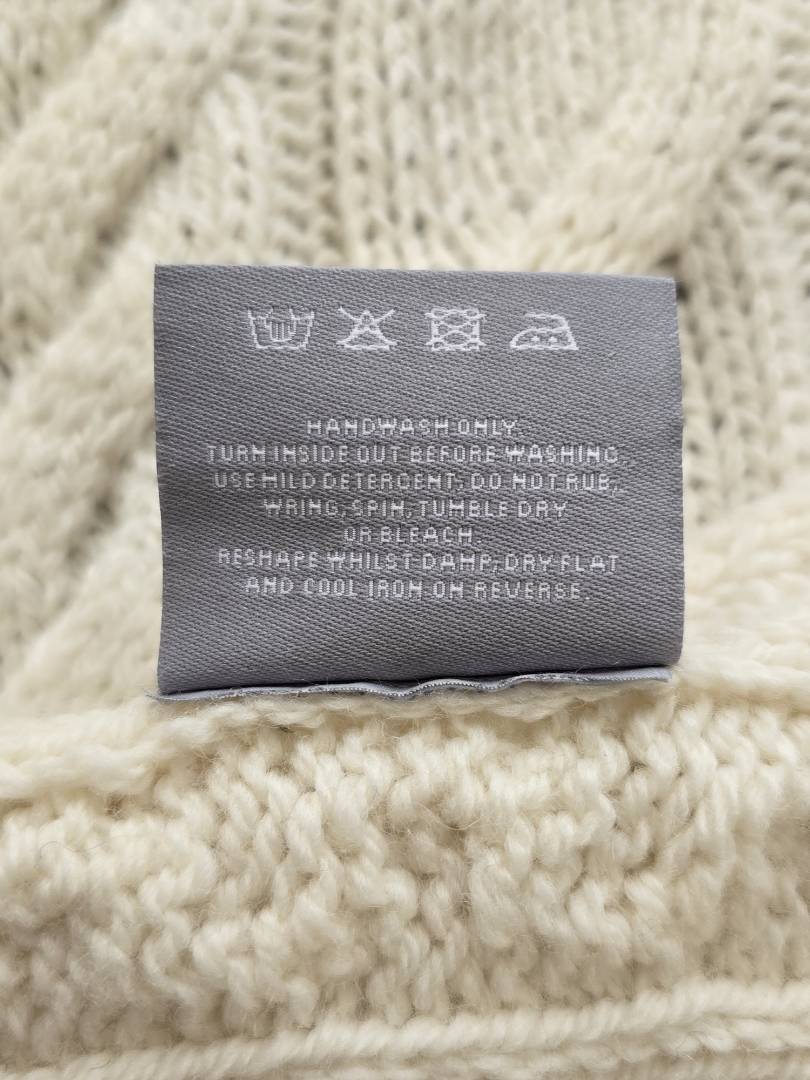 HANDWASH ONLY.
TURN INSIDE OUT BEFORE WASHING.
USE MILD DETERGENT, DO NOT RUB,
WRING, SPIN, TUMBLE DRY
OR BLEACH.
RESHAPE WHILST DAMP, DRY FLAT
AND COOL IRON ON REVERSE.